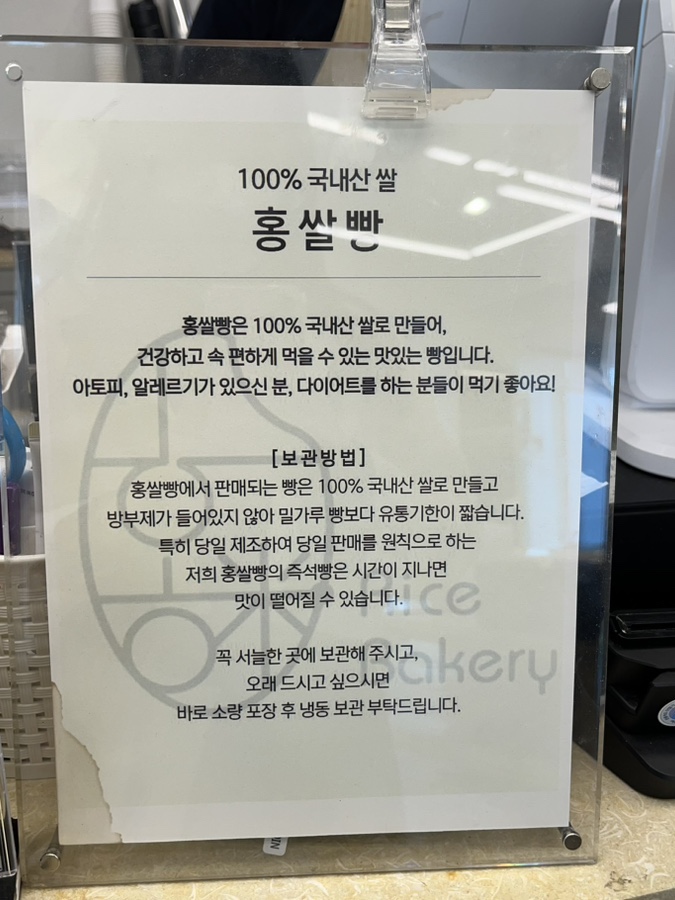 100% 국내산 쌀
홍쌀빵
홍쌀빵은 100% 국내산 쌀로 만들어,
건강하고 속 편하게 먹을 수 있는 맛있는 빵입니다.
아토피, 알레르기가 있으신 분, 다이어트를 하는 분들이 먹기 좋아요!
[보관방법]
홍쌀빵에서 판매되는 빵은 100% 국내산 쌀로 만들고
방부제가 들어있지 않아 밀가루 빵보다 유통기한이 짧습니다.
특히 당일 제조하여 당일 판매를 원칙으로 하는
저희 홍쌀빵의 즉석빵은 시간이 지나면
맛이 떨어질 수 있습니다.
Rice
Bakery
꼭 서늘한 곳에 보관해 주시고,
오래 드시고 싶으시면
바로 소량 포장 후 냉동 보관 부탁드립니다.